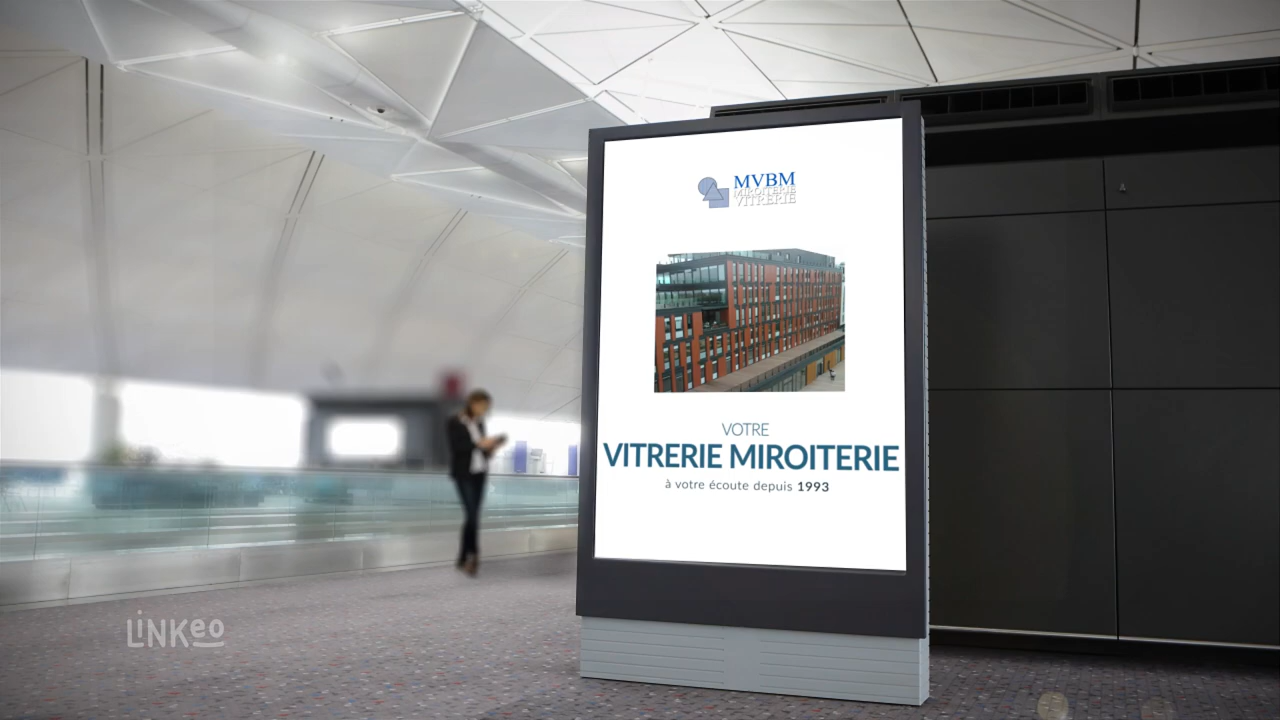 MVBM
MIROITERIE
VITRERIE
VOTRE
VITRERIE MIROITERIE
à votre écoute depuis 1993
LINKeo